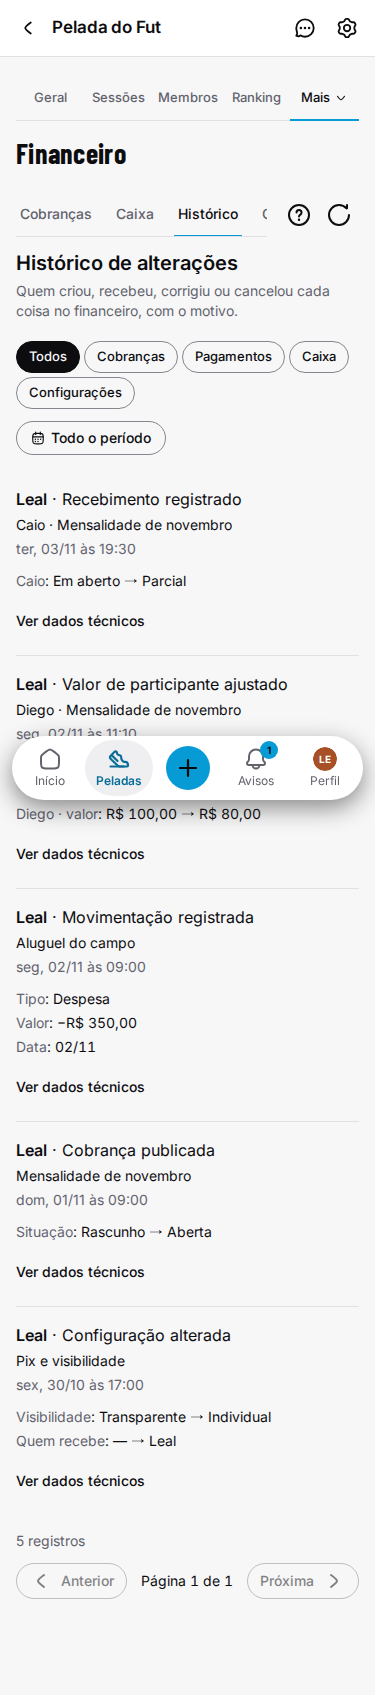 Pelada do Fut
Geral
Sessões
Membros
Ranking
Mais
Financeiro
Cobranças
Caixa
Histórico
Histórico de alterações
Quem criou, recebeu, corrigiu ou cancelou cada
coisa no financeiro, com o motivo.
Todos
Cobranças
Pagamentos
Caixa
Configurações
Todo o período
Leal · Recebimento registrado
Caio · Mensalidade de novembro
ter, 03/11 às 19:30
Caio: Em aberto → Parcial
Ver dados técnicos
Leal · Valor de participante ajustado
Diego · Mensalidade de novembro
seg, 02/11 às 11:10
Início
Peladas
1
Avisos
LE
Perfil
Diego · valor: R$ 100,00 → R$ 80,00
Ver dados técnicos
Leal · Movimentação registrada
Aluguel do campo
seg, 02/11 às 09:00
Tipo: Despesa
Valor: −R$ 350,00
Data: 02/11
Ver dados técnicos
Leal · Cobrança publicada
Mensalidade de novembro
dom, 01/11 às 09:00
Situação: Rascunho → Aberta
Ver dados técnicos
Leal · Configuração alterada
Pix e visibilidade
sex, 30/10 às 17:00
Visibilidade: Transparente → Individual
Quem recebe: — → Leal
Ver dados técnicos
5 registros
Anterior
Página 1 de 1
Próxima